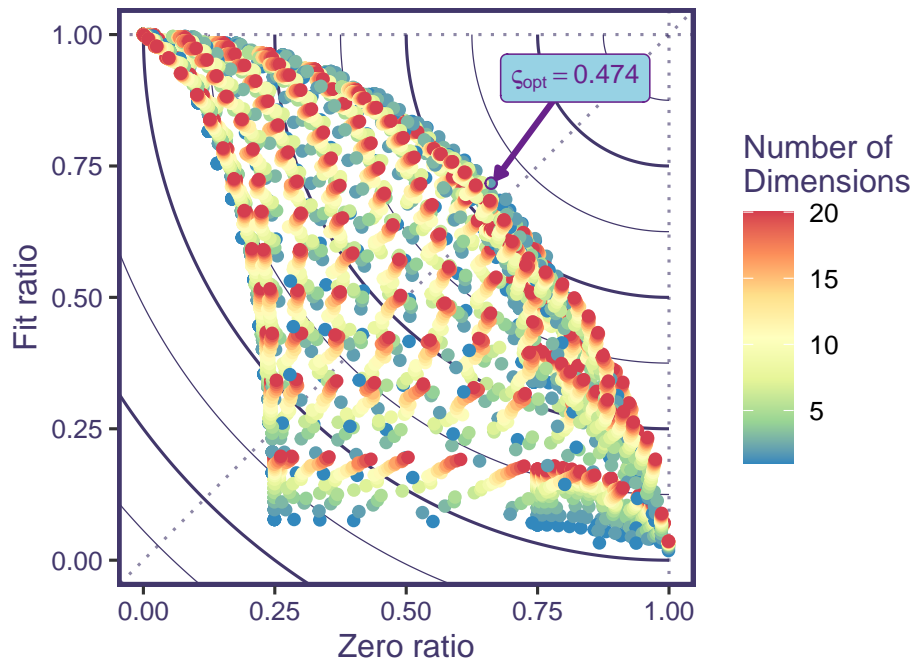 1.00
0.75
0.50
0.25
0.00
Fit ratio
0.00 0.25 0.50 0.75 1.00
Zero ratio
ςopt = 0.474
Number of
Dimensions
20
15
10
5